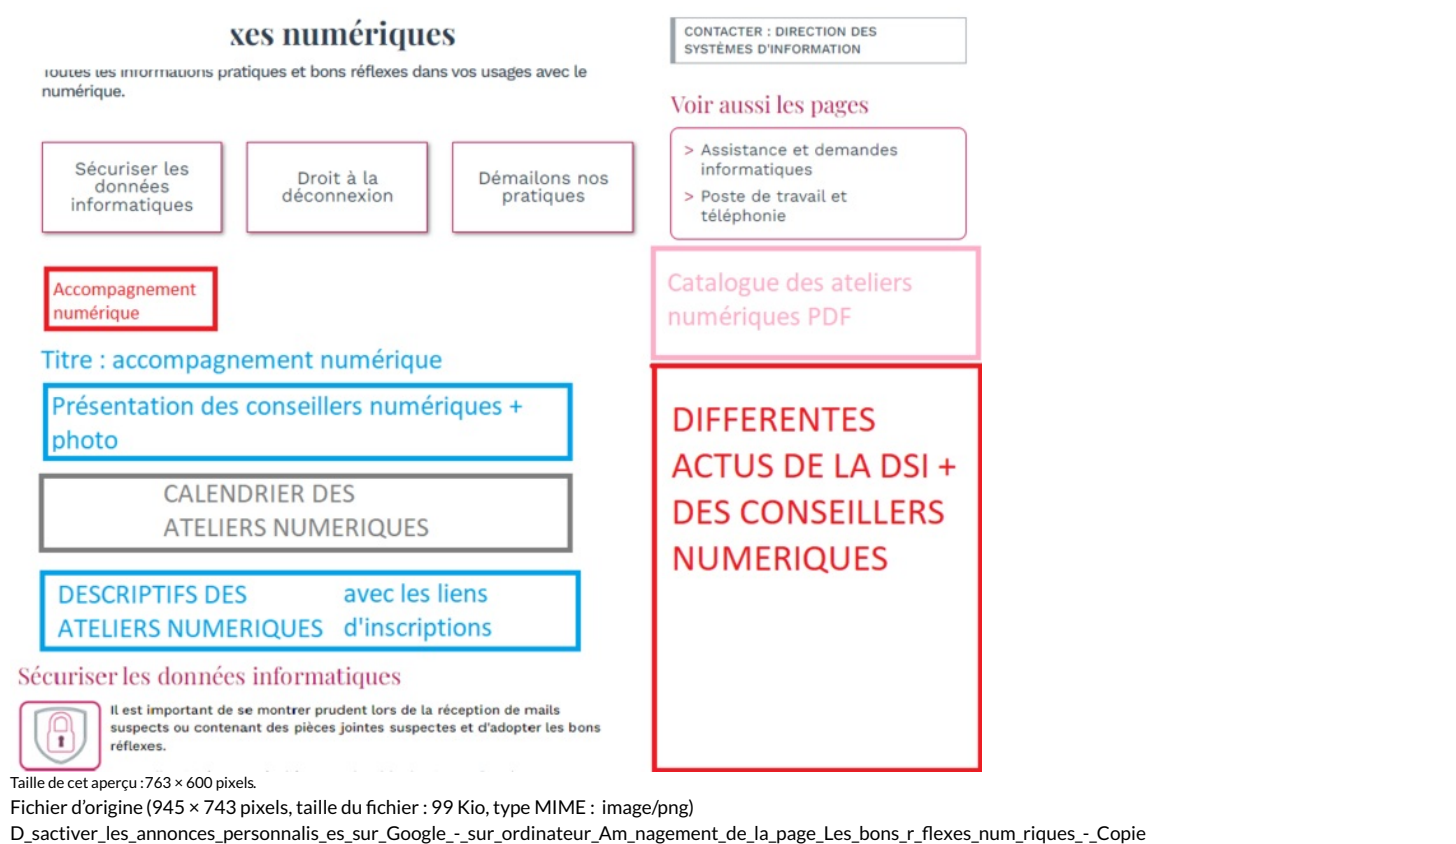 xes numériques
Toutes les informations pratiques et bons réflexes dans vos usages avec le
numérique.
Sécuriser les
données
informatiques
Droit à la
déconnexion
Démailons nos
pratiques
Accompagnement
numérique
Titre : accompagnement numérique
Présentation des conseillers numériques +
photo
CALENDRIER DES
ATELIERS NUMERIQUES
DESCRIPTIFS DES
ATELIERS NUMERIQUES
avec les liens
d'inscriptions
Sécuriser les données informatiques
Il est important de se montrer prudent lors de la réception de mails
suspects ou contenant des pièces jointes suspectes et d'adopter les bons
réflexes.
CONTACTER : DIRECTION DES
SYSTÈMES D'INFORMATION
Voir aussi les pages
> Assistance et demandes
informatiques
> Poste de travail et
téléphonie
Catalogue des ateliers
numériques PDF
DIFFERENTES
ACTUS DE LA DSI +
DES CONSEILLERS
NUMERIQUES
Taille de cet aperçu : 763 × 600 pixels.
Fichier d’origine (945 × 743 pixels, taille du fichier : 99 Kio, type MIME : image/png)
D_sactiver_les_annonces_personnalis_es_sur_Google_-_sur_ordinateur_Am_nagement_de_la_page_Les_bons_r_flexes_num_riques_-_Copie